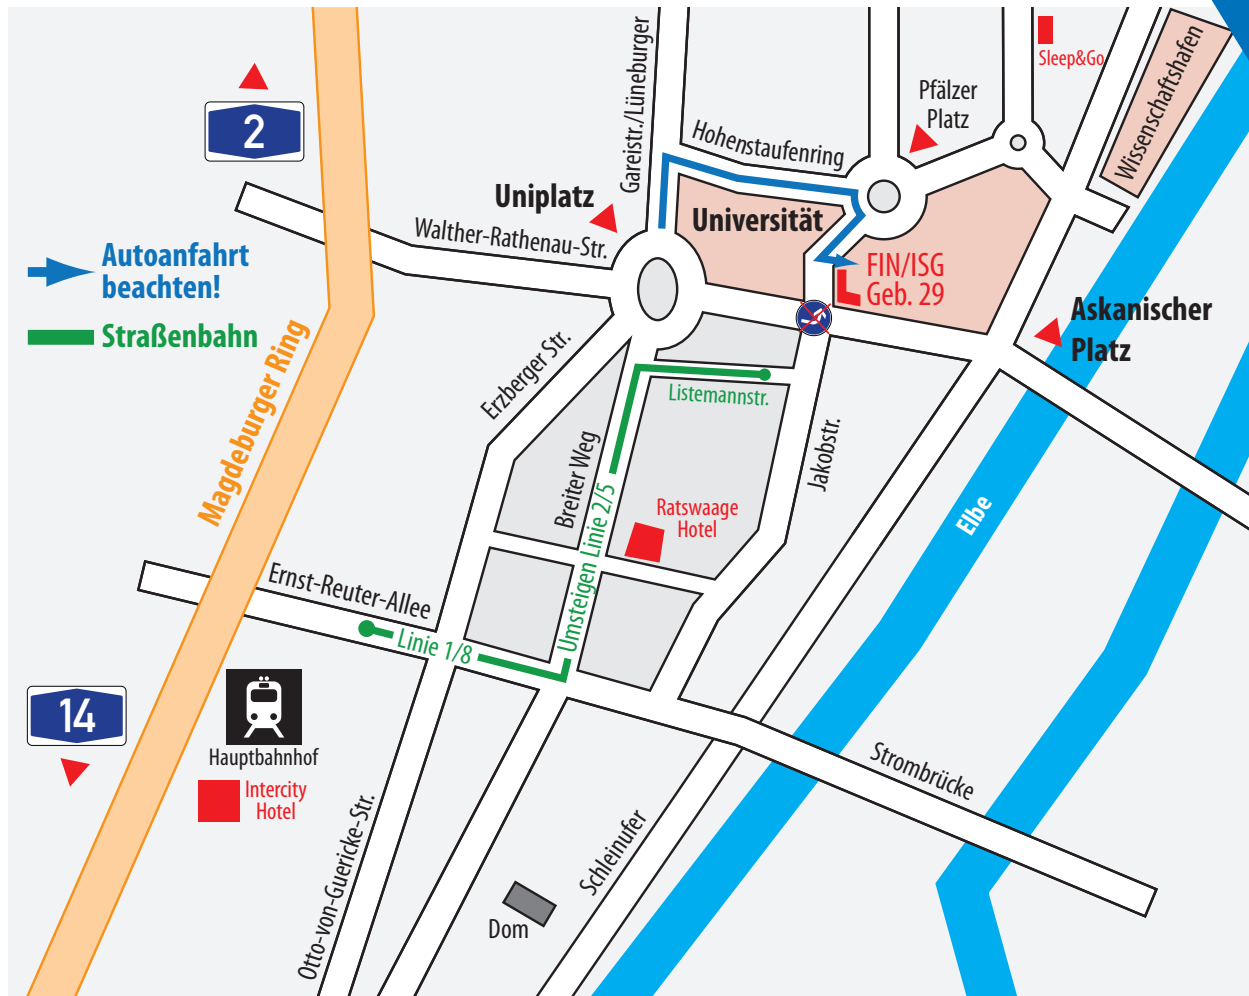 Gareistr./Lüneburger
Sleep&Go
Wissenschaftshafen
2
Pfälzer
Platz
Hohenstaufenring
Uniplatz
Universität
Walther-Rathenau-Str.
Autoanfahrt
beachten!
FIN/ISG
Geb. 29
Straßenbahn
Askanischer
Platz
Magdeburger Ring
Erzberger Str.
Listemannstr.
Breiter Weg
Jakobstr.
Ratswaage
Hotel
Elbe
Umsteigen Linie 2/5
Ernst-Reuter-Allee
Linie 1/8
14
Hauptbahnhof
Intercity
Hotel
Strombrücke
Otto-von-Guericke-Str.
Schleinufer
Dom